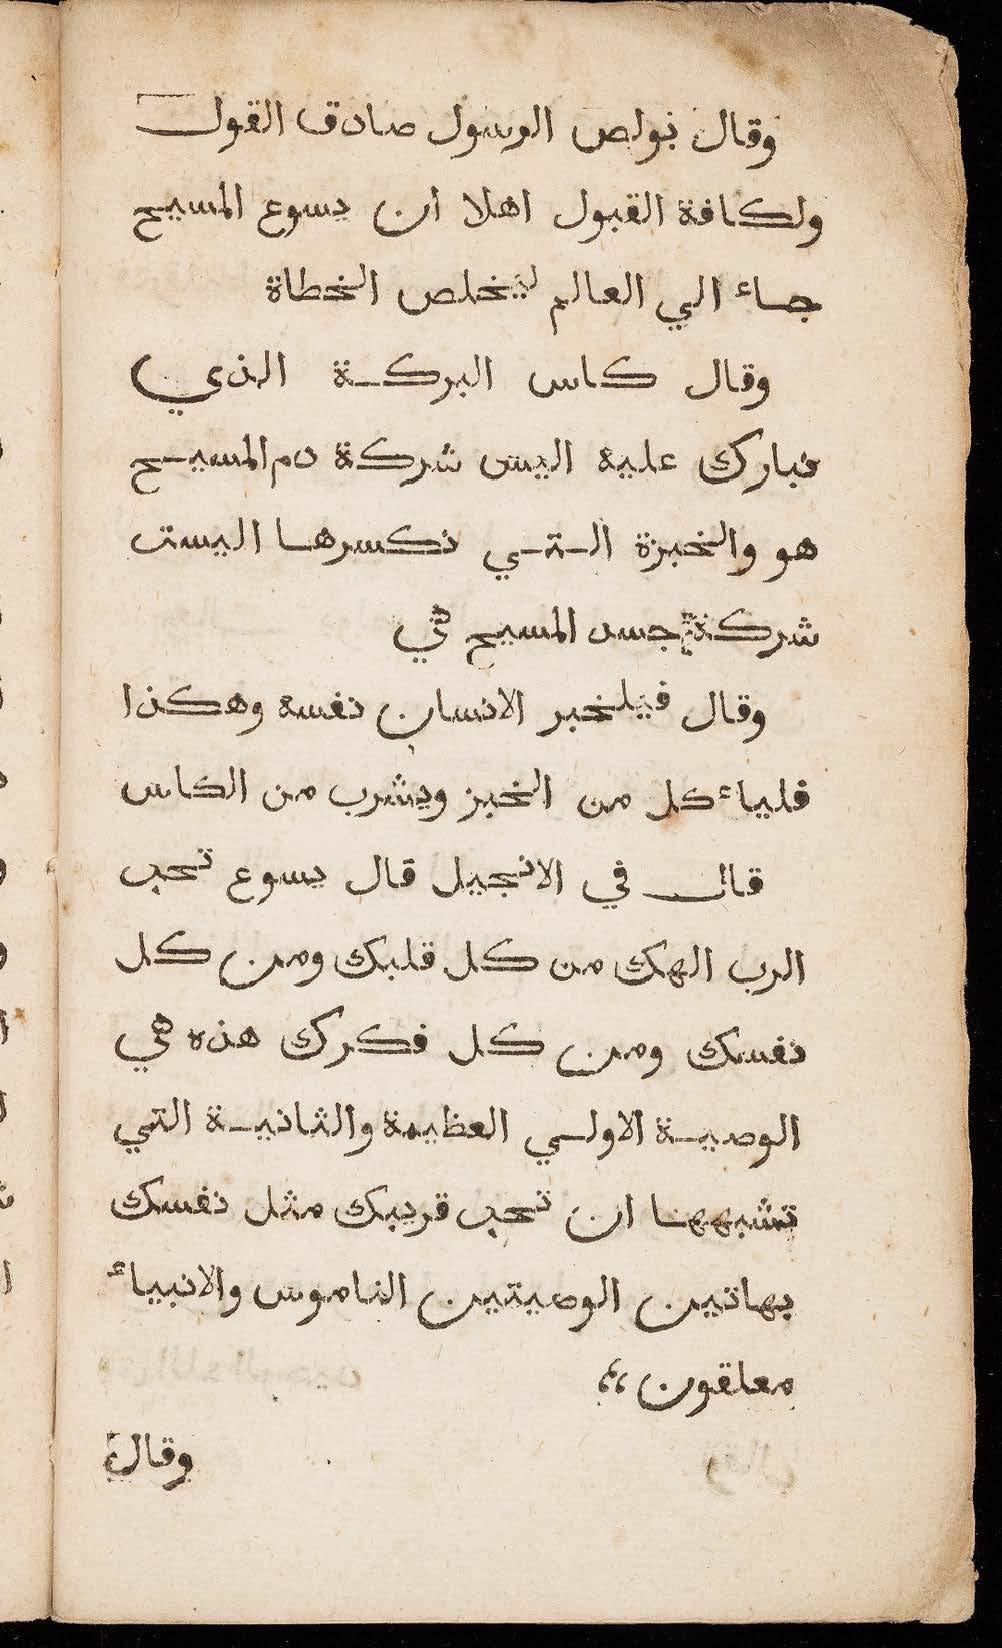 وقال بولص الرسول صادق القول
ولكافة القبول اهلا ان يسوع المسيح
جاء الي العالم ليخلص الخطاة
وقال كاس البركة الذي
نبارك عليه اليس شركة دم المسيح
هو والخبزة التي نكسرها اليست
شركة جسد المسيح هي
وقال فيلخبر الانسان نفسه وهكذا
فلياءكل من الخبز ويشرب من الكاس
قال في الانجيل قال يسوع تحب
الرب الهك من كل قلبك ومن كل
نفسك ومن كل فكرك هذه هي
الوصية الاولي العظيمة والثانية التي
تشبهها ان تحب قريبك مثل نفسك
بهاتين الوصيتين الناموس والانبياء
معلقون،،
وقال